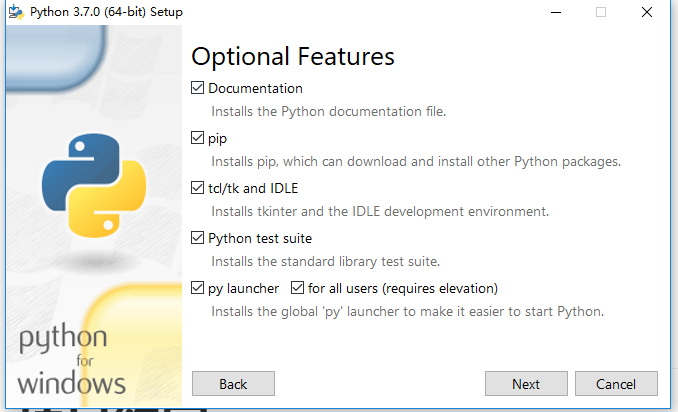 Python 3.7.0 (64-bit) Setup
Optional Features
Documentation
Installs the Python documentation file.
pip
Installs pip, which can download and install other Python packages.
tcl/tk and IDLE
Installs tkinter and the IDLE development environment.
Python test suite
Installs the standard library test suite.
py launcher for all users (requires elevation)
Installs the global 'py' launcher to make it easier to start Python.
python
for
windows
Back Next Cancel